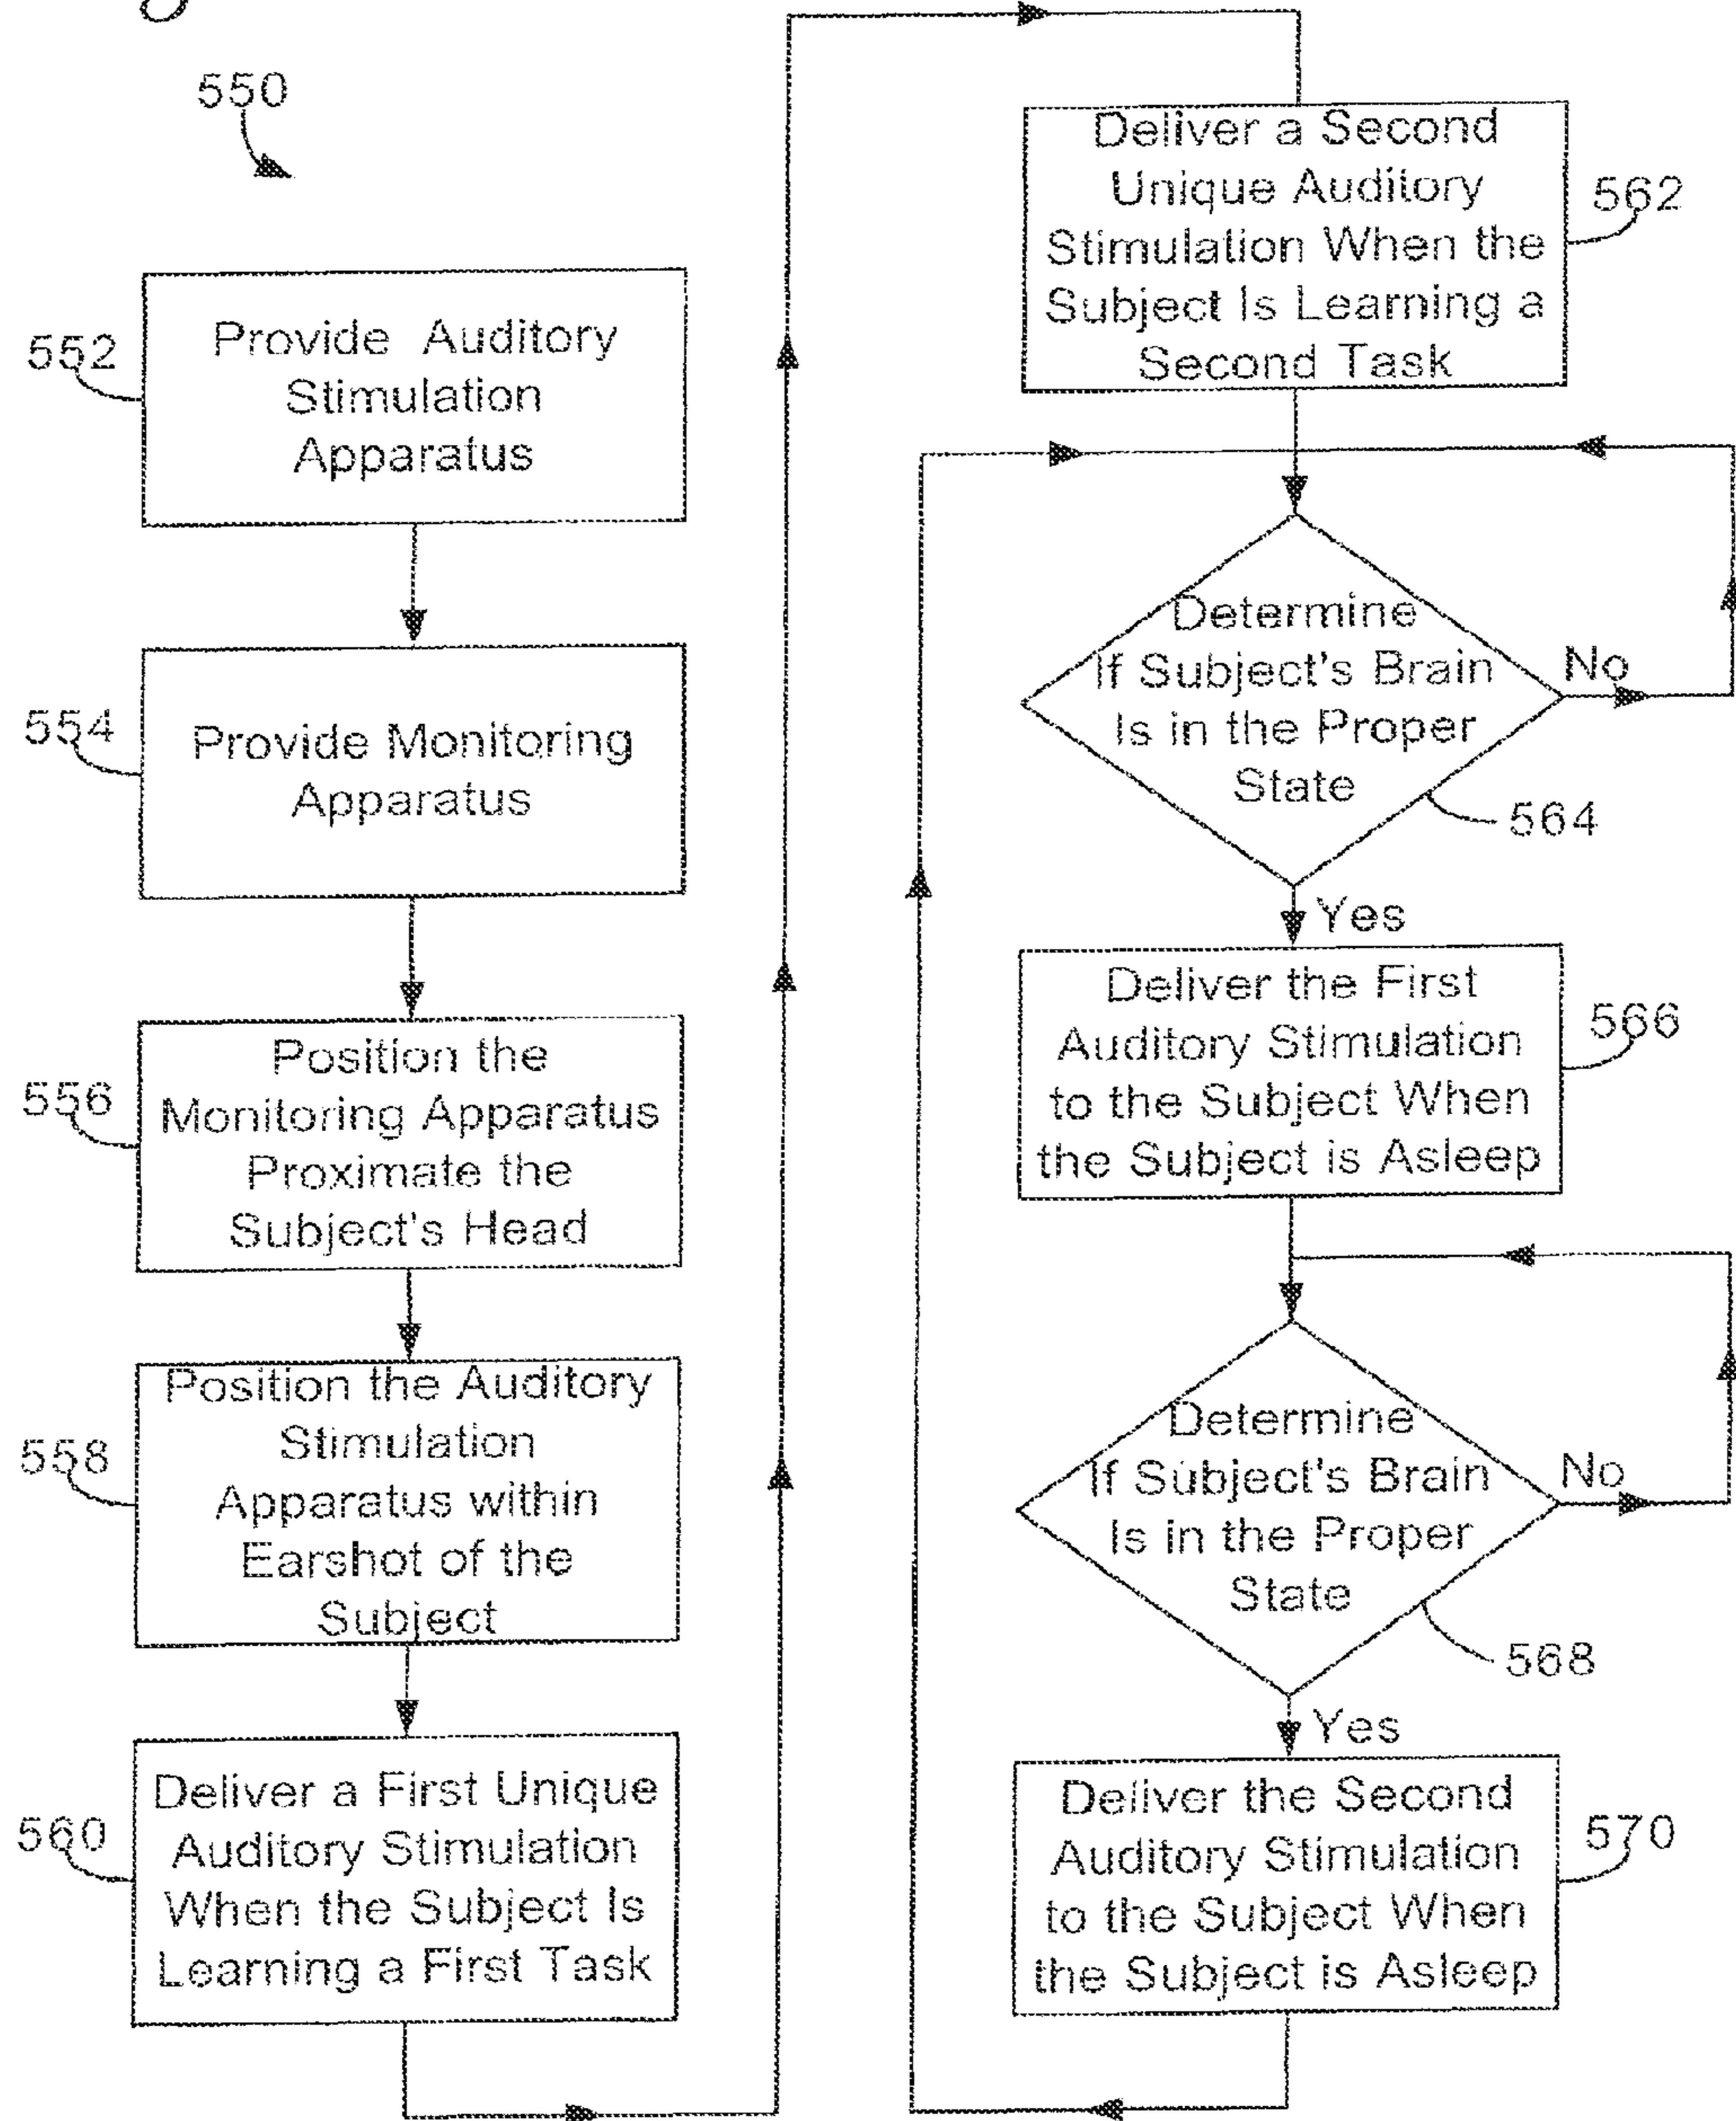 550
552
Provide Auditory
Stimulation
Apparatus
554
Provide Monitoring
Apparatus
556
Position the
Monitoring Apparatus
Proximate the
Subject's Head
558
Position the Auditory
Stimulation
Apparatus within
Earshot of the
Subject
560
Deliver a First Unique
Auditory Stimulation
When the Subject Is
Learning a First Task
Deliver a Second
Unique Auditory
Stimulation When the
Subject Is Learning a
Second Task
562
Determine
If Subject's Brain
Is in the Proper
State
No
564
Yes
Deliver the First
Auditory Stimulation
to the Subject When
the Subject is Asleep
566
Determine
If Subject's Brain
Is in the Proper
State
No
568
Yes
Deliver the Second
Auditory Stimulation
to the Subject When
the Subject is Asleep
570